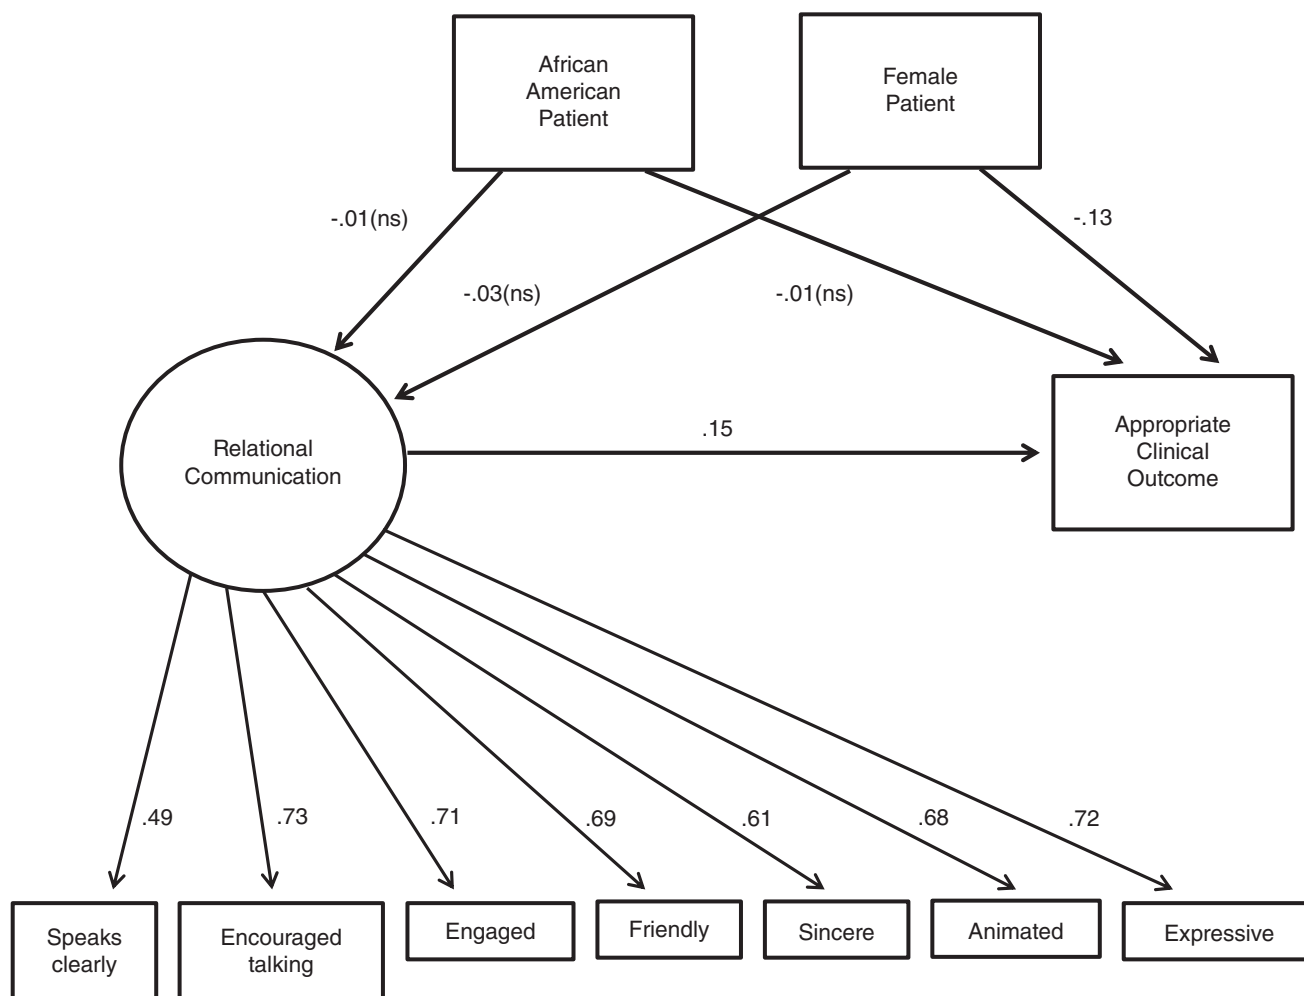 African
American
Patient
Female
Patient
-.01(ns)
-.13
-.03(ns)
-.01(ns)
Relational
Communication
.15
Appropriate
Clinical
Outcome
.49
.73
.71
.69
.61
.68
.72
Speaks
clearly
Encouraged
talking
Engaged
Friendly
Sincere
Animated
Expressive